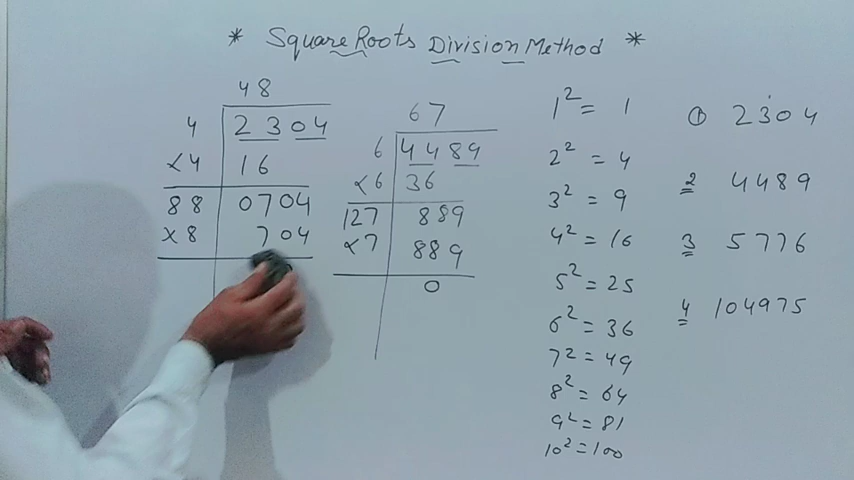 * Square Roots Division Method *
48
4 2304
×4 16
88 0704
×8 704
67
6 4489
×6 36
127 889
×7 889
0
1² = 1
2² = 4
3² = 9
4² = 16
5² = 25
6² = 36
7² = 49
8² = 64
9² = 81
10² = 100
① 2304
2 4489
3 5776
4 104975